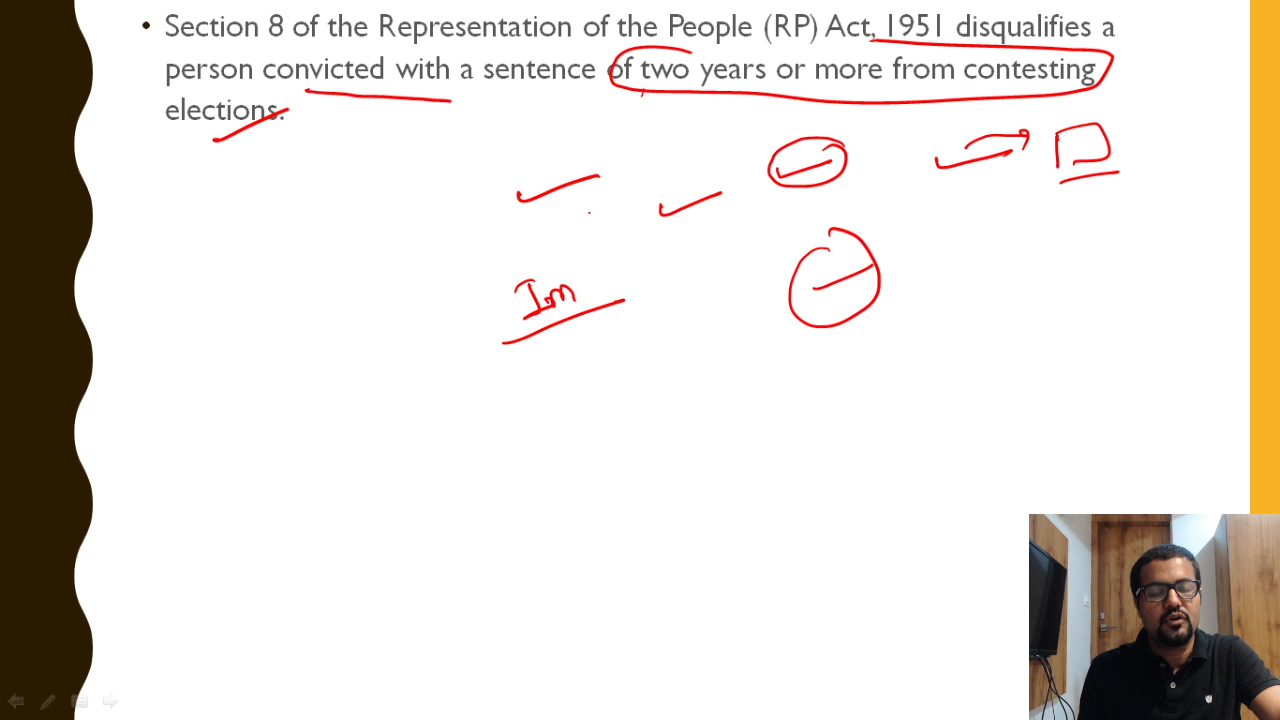 • Section 8 of the Representation of the People (RP) Act, 1951 disqualifies a
person convicted with a sentence of two years or more from contesting
elections.
Im